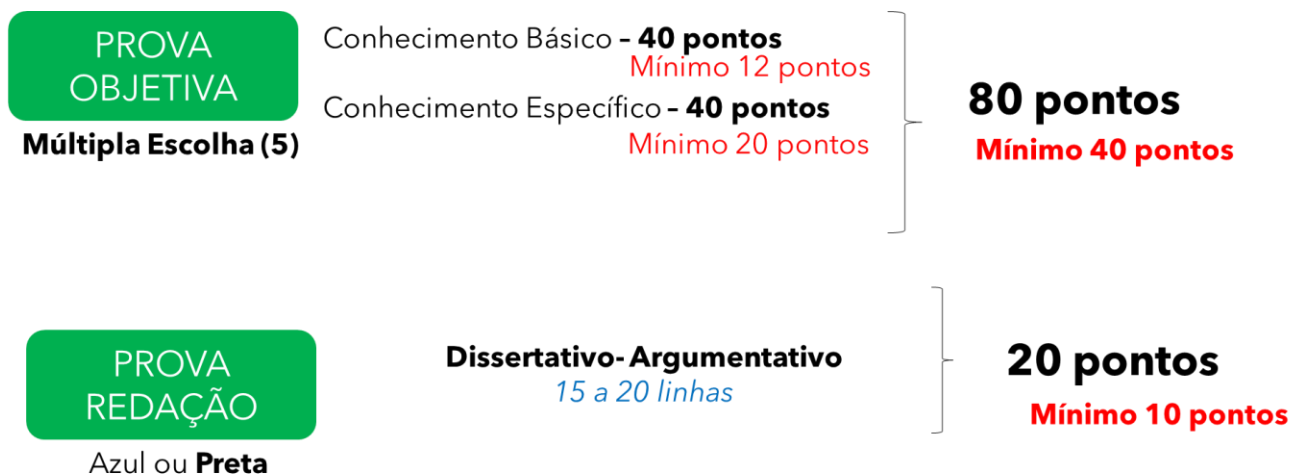 PROVA
OBJETIVA
Múltipla Escolha (5)
Conhecimento Básico – 40 pontos
Mínimo 12 pontos
Conhecimento Específico – 40 pontos
Mínimo 20 pontos
80 pontos
Mínimo 40 pontos
PROVA
REDAÇÃO
Azul ou Preta
Dissertativo-Argumentativo
15 a 20 linhas
20 pontos
Mínimo 10 pontos